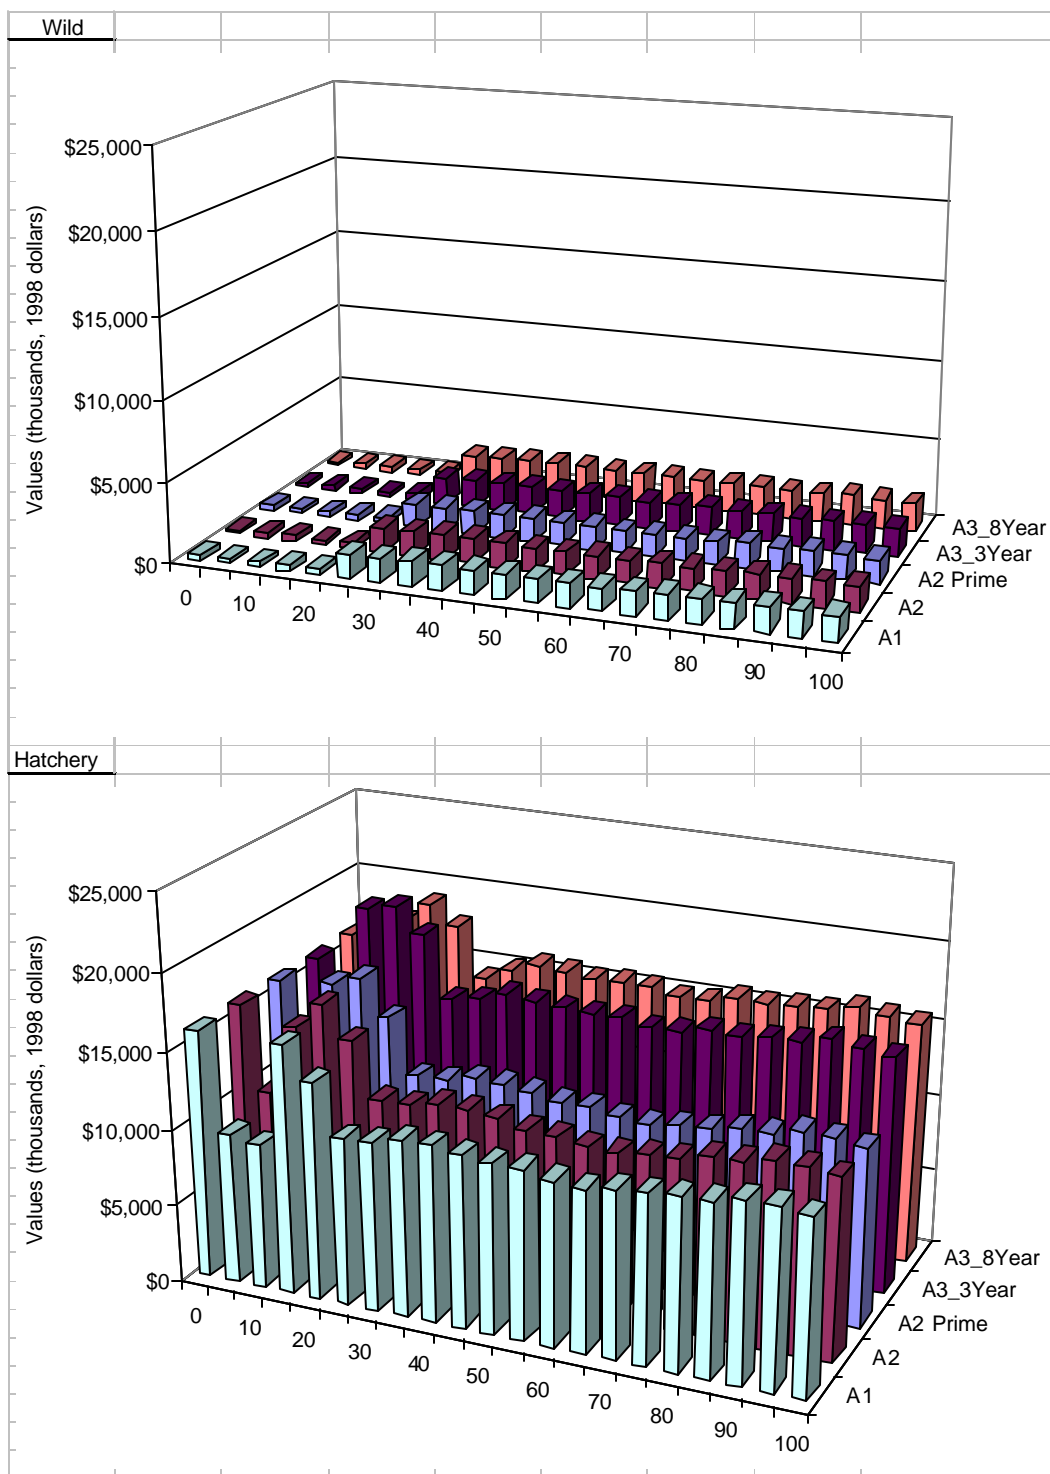 Wild
Values (thousands, 1998 dollars)
$25,000
$20,000
$15,000
$10,000
$5,000
$0
0
10
20
30
40
50
60
70
80
90
100
A3_8Year
A3_3Year
A2 Prime
A2
A1
Hatchery
Values (thousands, 1998 dollars)
$25,000
$20,000
$15,000
$10,000
$5,000
$0
0
10
20
30
40
50
60
70
80
90
100
A3_8Year
A3_3Year
A2 Prime
A2
A1